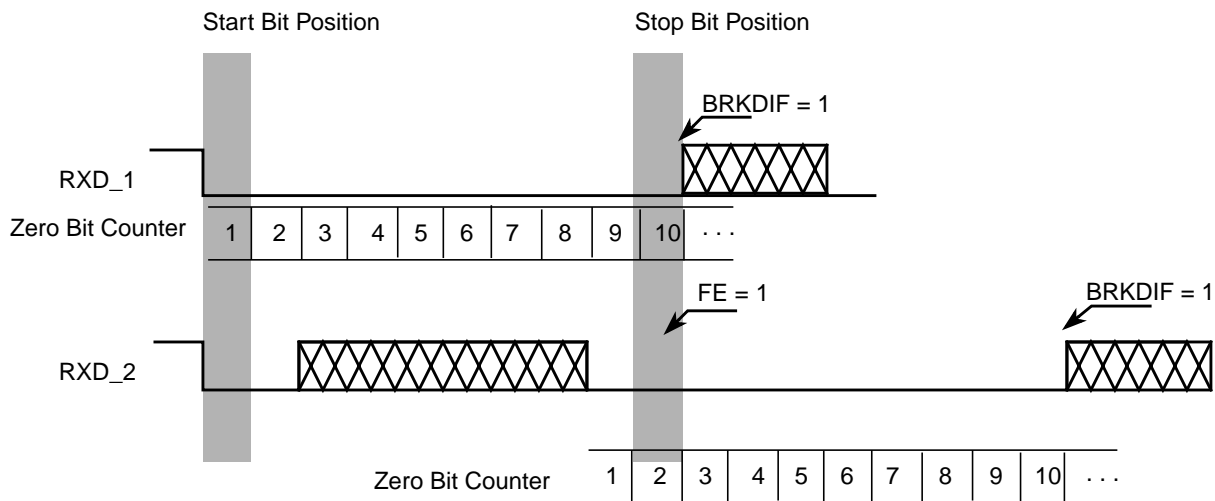 Start Bit Position
Stop Bit Position
BRKDIF = 1
RXD_1
Zero Bit Counter 1 2 3 4 5 6 7 8 9 10 . . .
FE = 1
BRKDIF = 1
RXD_2
Zero Bit Counter 1 2 3 4 5 6 7 8 9 10 . . .